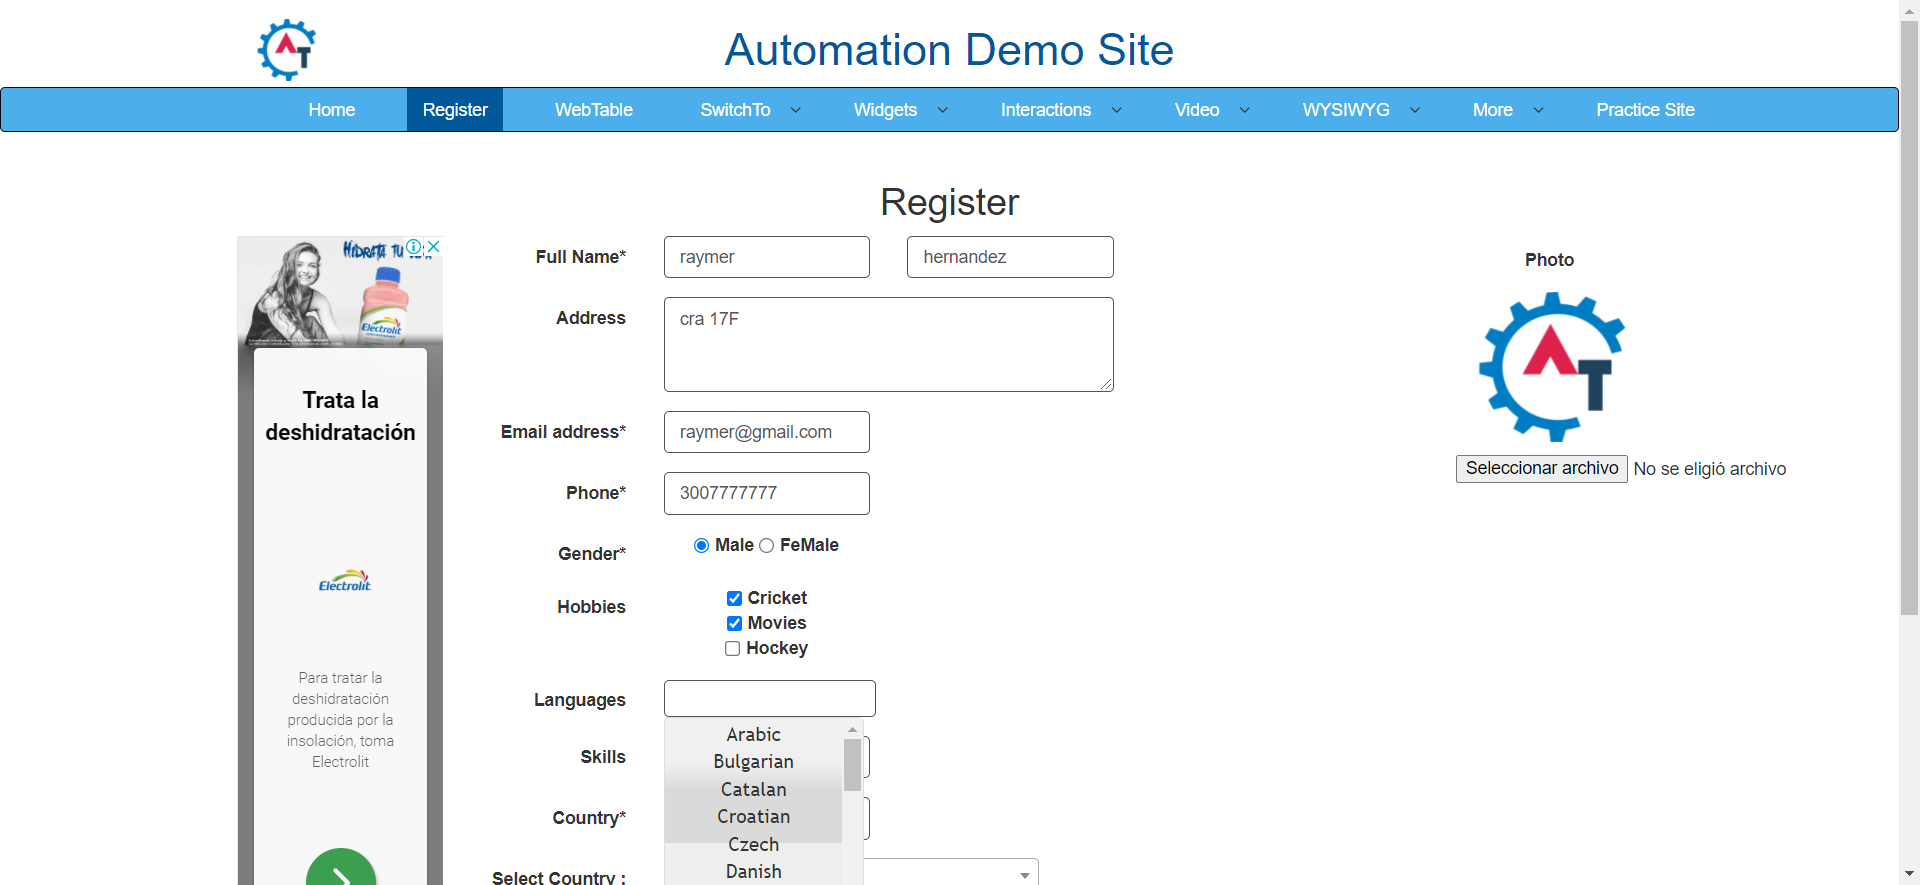 AT
Automation Demo Site
Home Register WebTable SwitchTo Widgets Interactions Video WYSIWYG More Practice Site
Register
HIDRATA TU
Electrolit
Trata la
deshidratación
Electrolit
Para tratar la
deshidratación
producida por la
insolación, toma
Electrolit
Full Name* raymer hernandez
Address cra 17F
Email address* raymer@gmail.com
Phone* 3007777777
Gender* Male FeMale
Hobbies Cricket
Movies
Hockey
Languages
Arabic
Bulgarian
Catalan
Croatian
Czech
Danish
Skills
Country*
Select Country :
Photo
AT
Seleccionar archivo No se eligió archivo